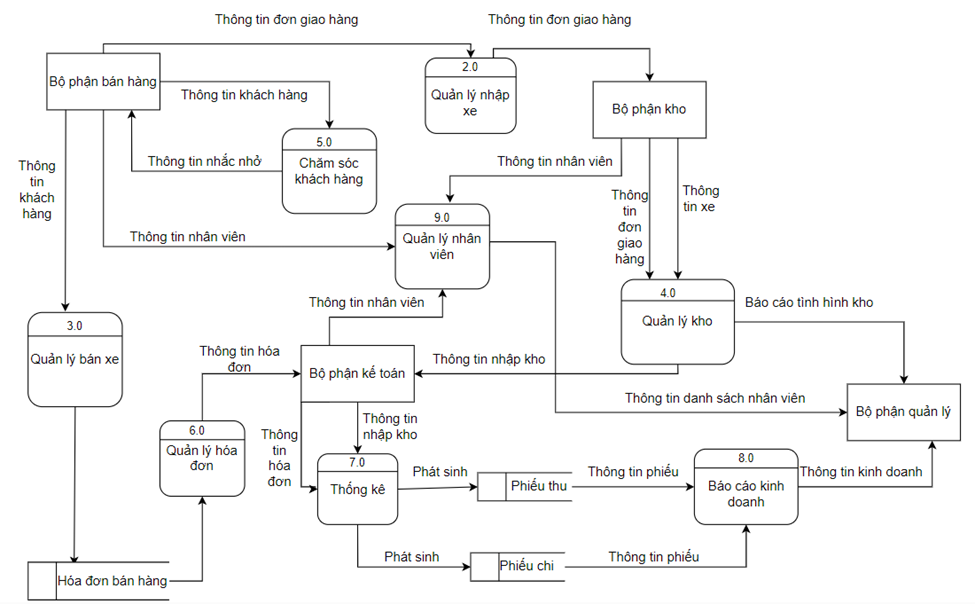 Thông tin đơn giao hàng
Thông tin đơn giao hàng
Bộ phận bán hàng
Thông tin khách hàng
2.0
Quản lý nhập
xe
Bộ phận kho
5.0
Chăm sóc
khách hàng
Thông tin nhắc nhở
Thông tin nhân viên
Thông
tin
khách
hàng
Thông
tin
đơn
giao
hàng
Thông
tin xe
9.0
Quản lý nhân
viên
Thông tin nhân viên
4.0
Quản lý kho
Báo cáo tình hình kho
Thông tin nhân viên
3.0
Quản lý bán xe
Thông tin hóa
đơn
Bộ phận kế toán
Thông tin nhập kho
Thông tin danh sách nhân viên
Bộ phận quản lý
6.0
Quản lý hóa
đơn
Thông
tin
hóa
đơn
Thông tin
nhập kho
7.0
Thống kê
Phát sinh
Phiếu thu
Thông tin phiếu
8.0
Báo cáo kinh
doanh
Thông tin kinh doanh
Phát sinh
Phiếu chi
Thông tin phiếu
Hóa đơn bán hàng